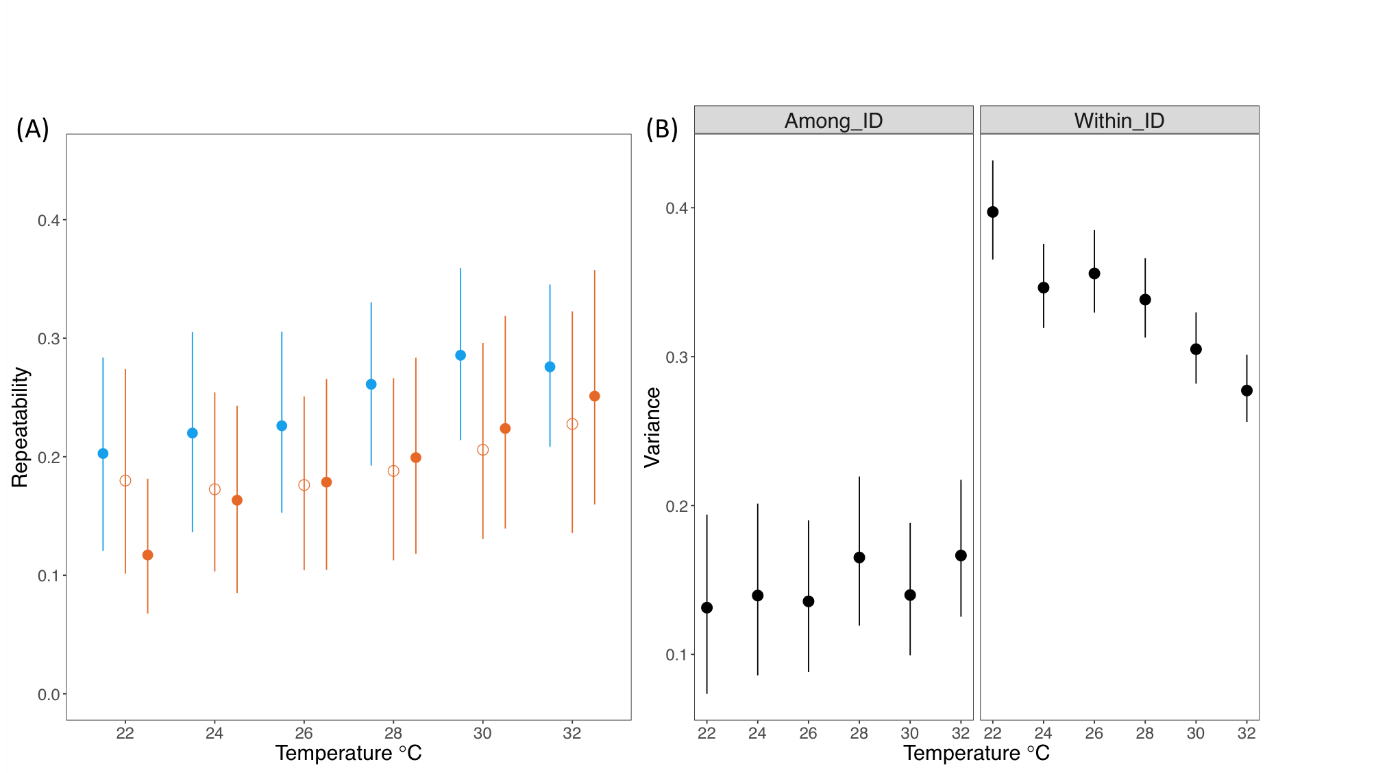 (A)
Repeatability
0.4
0.3
0.2
0.1
0.0
22 24 26 28 30 32
Temperature °C
(B)
Among_ID Within_ID
Variance
0.4
0.3
0.2
0.1
22 24 26 28 30 32 22 24 26 28 30 32
Temperature °C